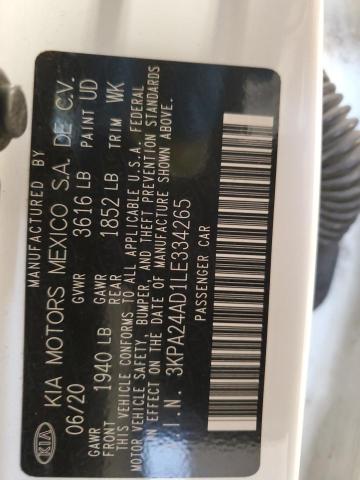 MANUFACTURED BY
KIA KIA MOTORS MEXICO S.A. DE C.V.
06/20 GVWR 3616 LB PAINT UD
GAWR FRONT 1940 LB GAWR REAR 1852 LB TRIM WK
THIS VEHICLE CONFORMS TO ALL APPLICABLE U.S.A. FEDERAL
MOTOR VEHICLE SAFETY, BUMPER, AND THEFT PREVENTION STANDARDS
IN EFFECT ON THE DATE OF MANUFACTURE SHOWN ABOVE.
I. N. 3KPA24AD1LE334265
PASSENGER CAR